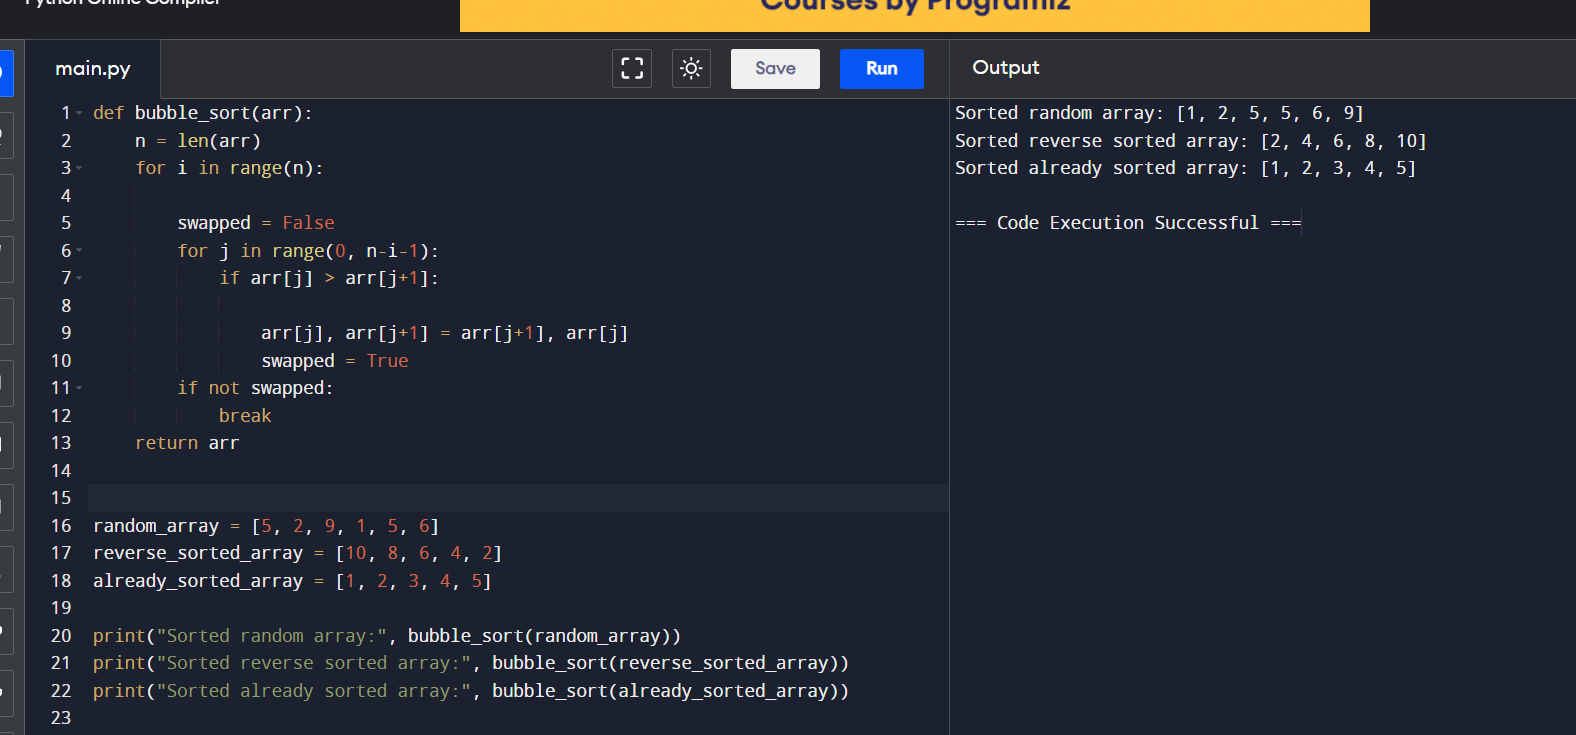 Python Online Compiler
Courses by Programiz
main.py
Save
Run
Output
1 def bubble_sort(arr):
2     n = len(arr)
3     for i in range(n):
4
5         swapped = False
6         for j in range(0, n-i-1):
7             if arr[j] > arr[j+1]:
8
9                 arr[j], arr[j+1] = arr[j+1], arr[j]
10                 swapped = True
11         if not swapped:
12             break
13     return arr
14
15
16 random_array = [5, 2, 9, 1, 5, 6]
17 reverse_sorted_array = [10, 8, 6, 4, 2]
18 already_sorted_array = [1, 2, 3, 4, 5]
19
20 print("Sorted random array:", bubble_sort(random_array))
21 print("Sorted reverse sorted array:", bubble_sort(reverse_sorted_array))
22 print("Sorted already sorted array:", bubble_sort(already_sorted_array))
23
Sorted random array: [1, 2, 5, 5, 6, 9]
Sorted reverse sorted array: [2, 4, 6, 8, 10]
Sorted already sorted array: [1, 2, 3, 4, 5]
=== Code Execution Successful ===